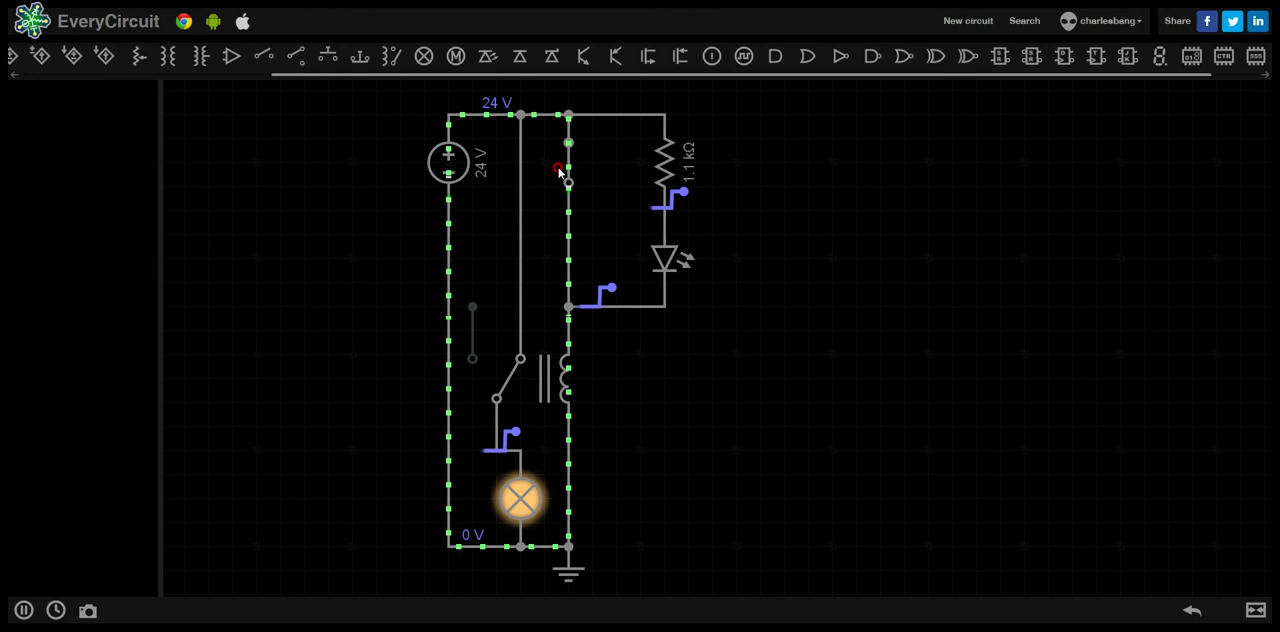 EveryCircuit
New circuit
Search
charlesbang
Share
24 V
24 V
1.1 kΩ
0 V